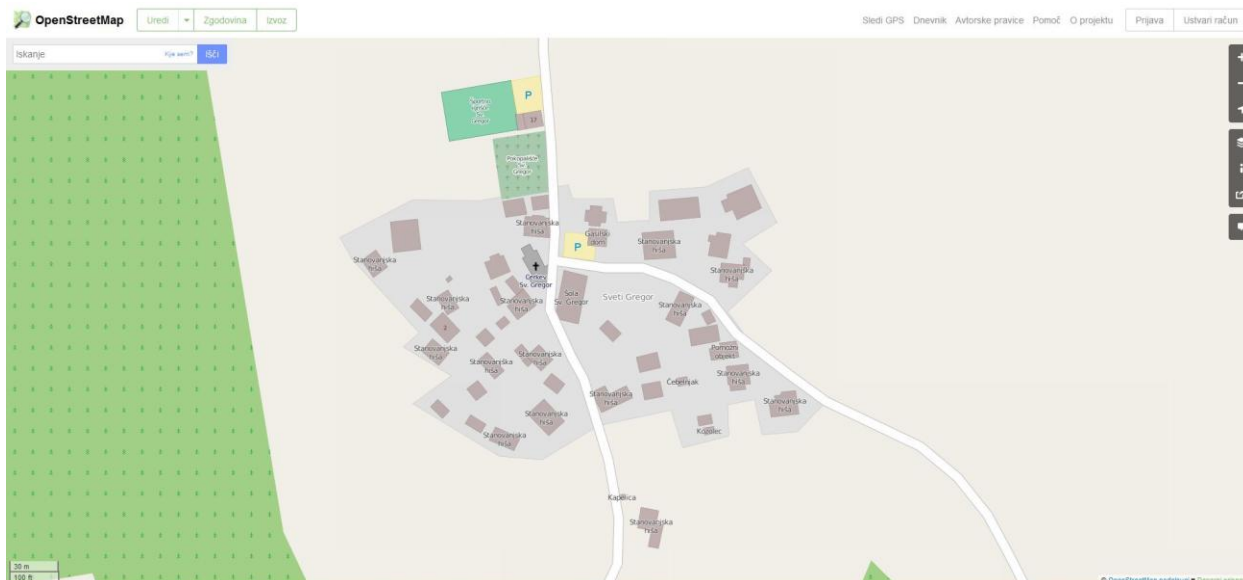 OpenStreetMap
Uredi
Zgodovina
Izvoz
Sledi GPS
Dnevnik
Avtorske pravice
Pomoč
O projektu
Prijava
Ustvari račun
Iskanje
Kje sem?
Išči
P
Sv.
Gregor
Stanovanjska
hiša
Gasilski
dom
P
Stanovanjska
hiša
Stanovanjska
hiša
Stanovanjska
hiša
Cerkev
Sv. Gregor
Šola
Sv. Gregor
Sveti Gregor
Stanovanjska
hiša
Stanovanjska
hiša
Stanovanjska
hiša
Stanovanjska
hiša
Stanovanjska
hiša
Stanovanjska
hiša
Pomožni
objekt
Stanovanjska
hiša
Čebelnjak
Stanovanjska
hiša
Stanovanjska
hiša
Stanovanjska
hiša
Stanovanjska
hiša
Kozolec
Kapelica
Stanovanjska
hiša
30 m
100 ft